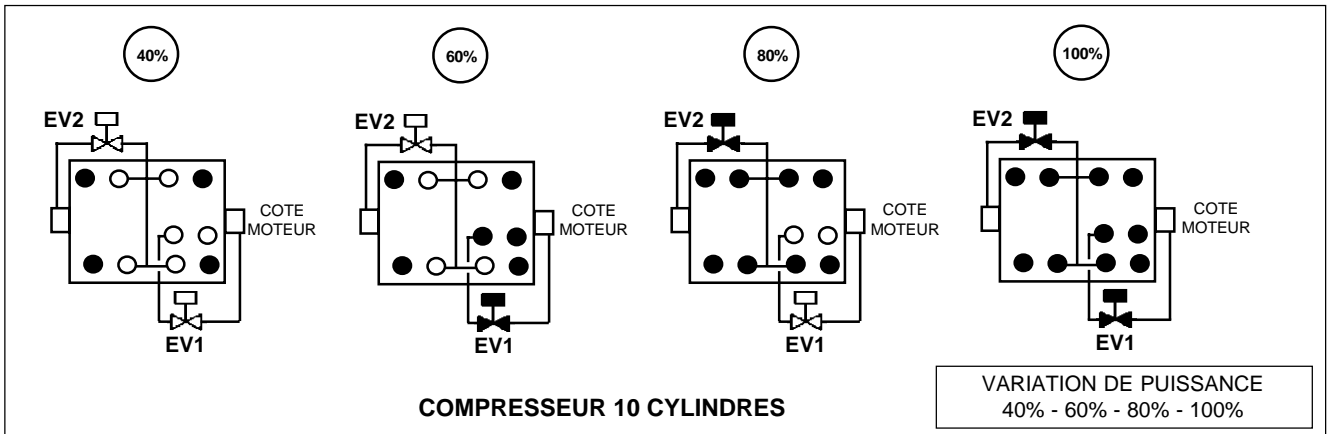 40%
60%
80%
100%
EV2
EV2
EV2
EV2
COTE
MOTEUR
COTE
MOTEUR
COTE
MOTEUR
COTE
MOTEUR
EV1
EV1
EV1
EV1
COMPRESSEUR 10 CYLINDRES
VARIATION DE PUISSANCE
40% - 60% - 80% - 100%